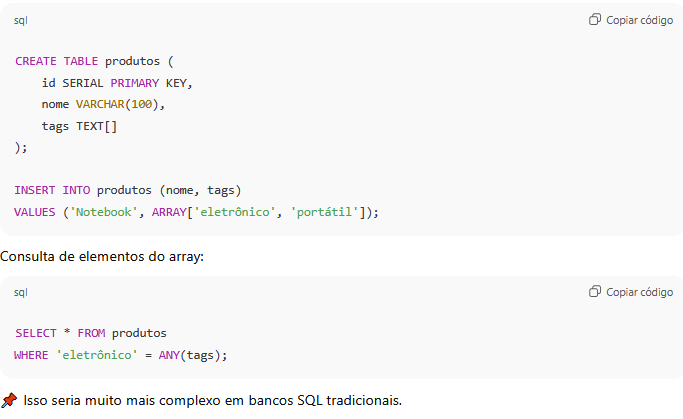 sql
Copiar código
CREATE TABLE produtos (
    id SERIAL PRIMARY KEY,
    nome VARCHAR(100),
    tags TEXT[]
);
INSERT INTO produtos (nome, tags)
VALUES ('Notebook', ARRAY['eletrônico', 'portátil']);
Consulta de elementos do array:
sql
Copiar código
SELECT * FROM produtos
WHERE 'eletrônico' = ANY(tags);
📌 Isso seria muito mais complexo em bancos SQL tradicionais.